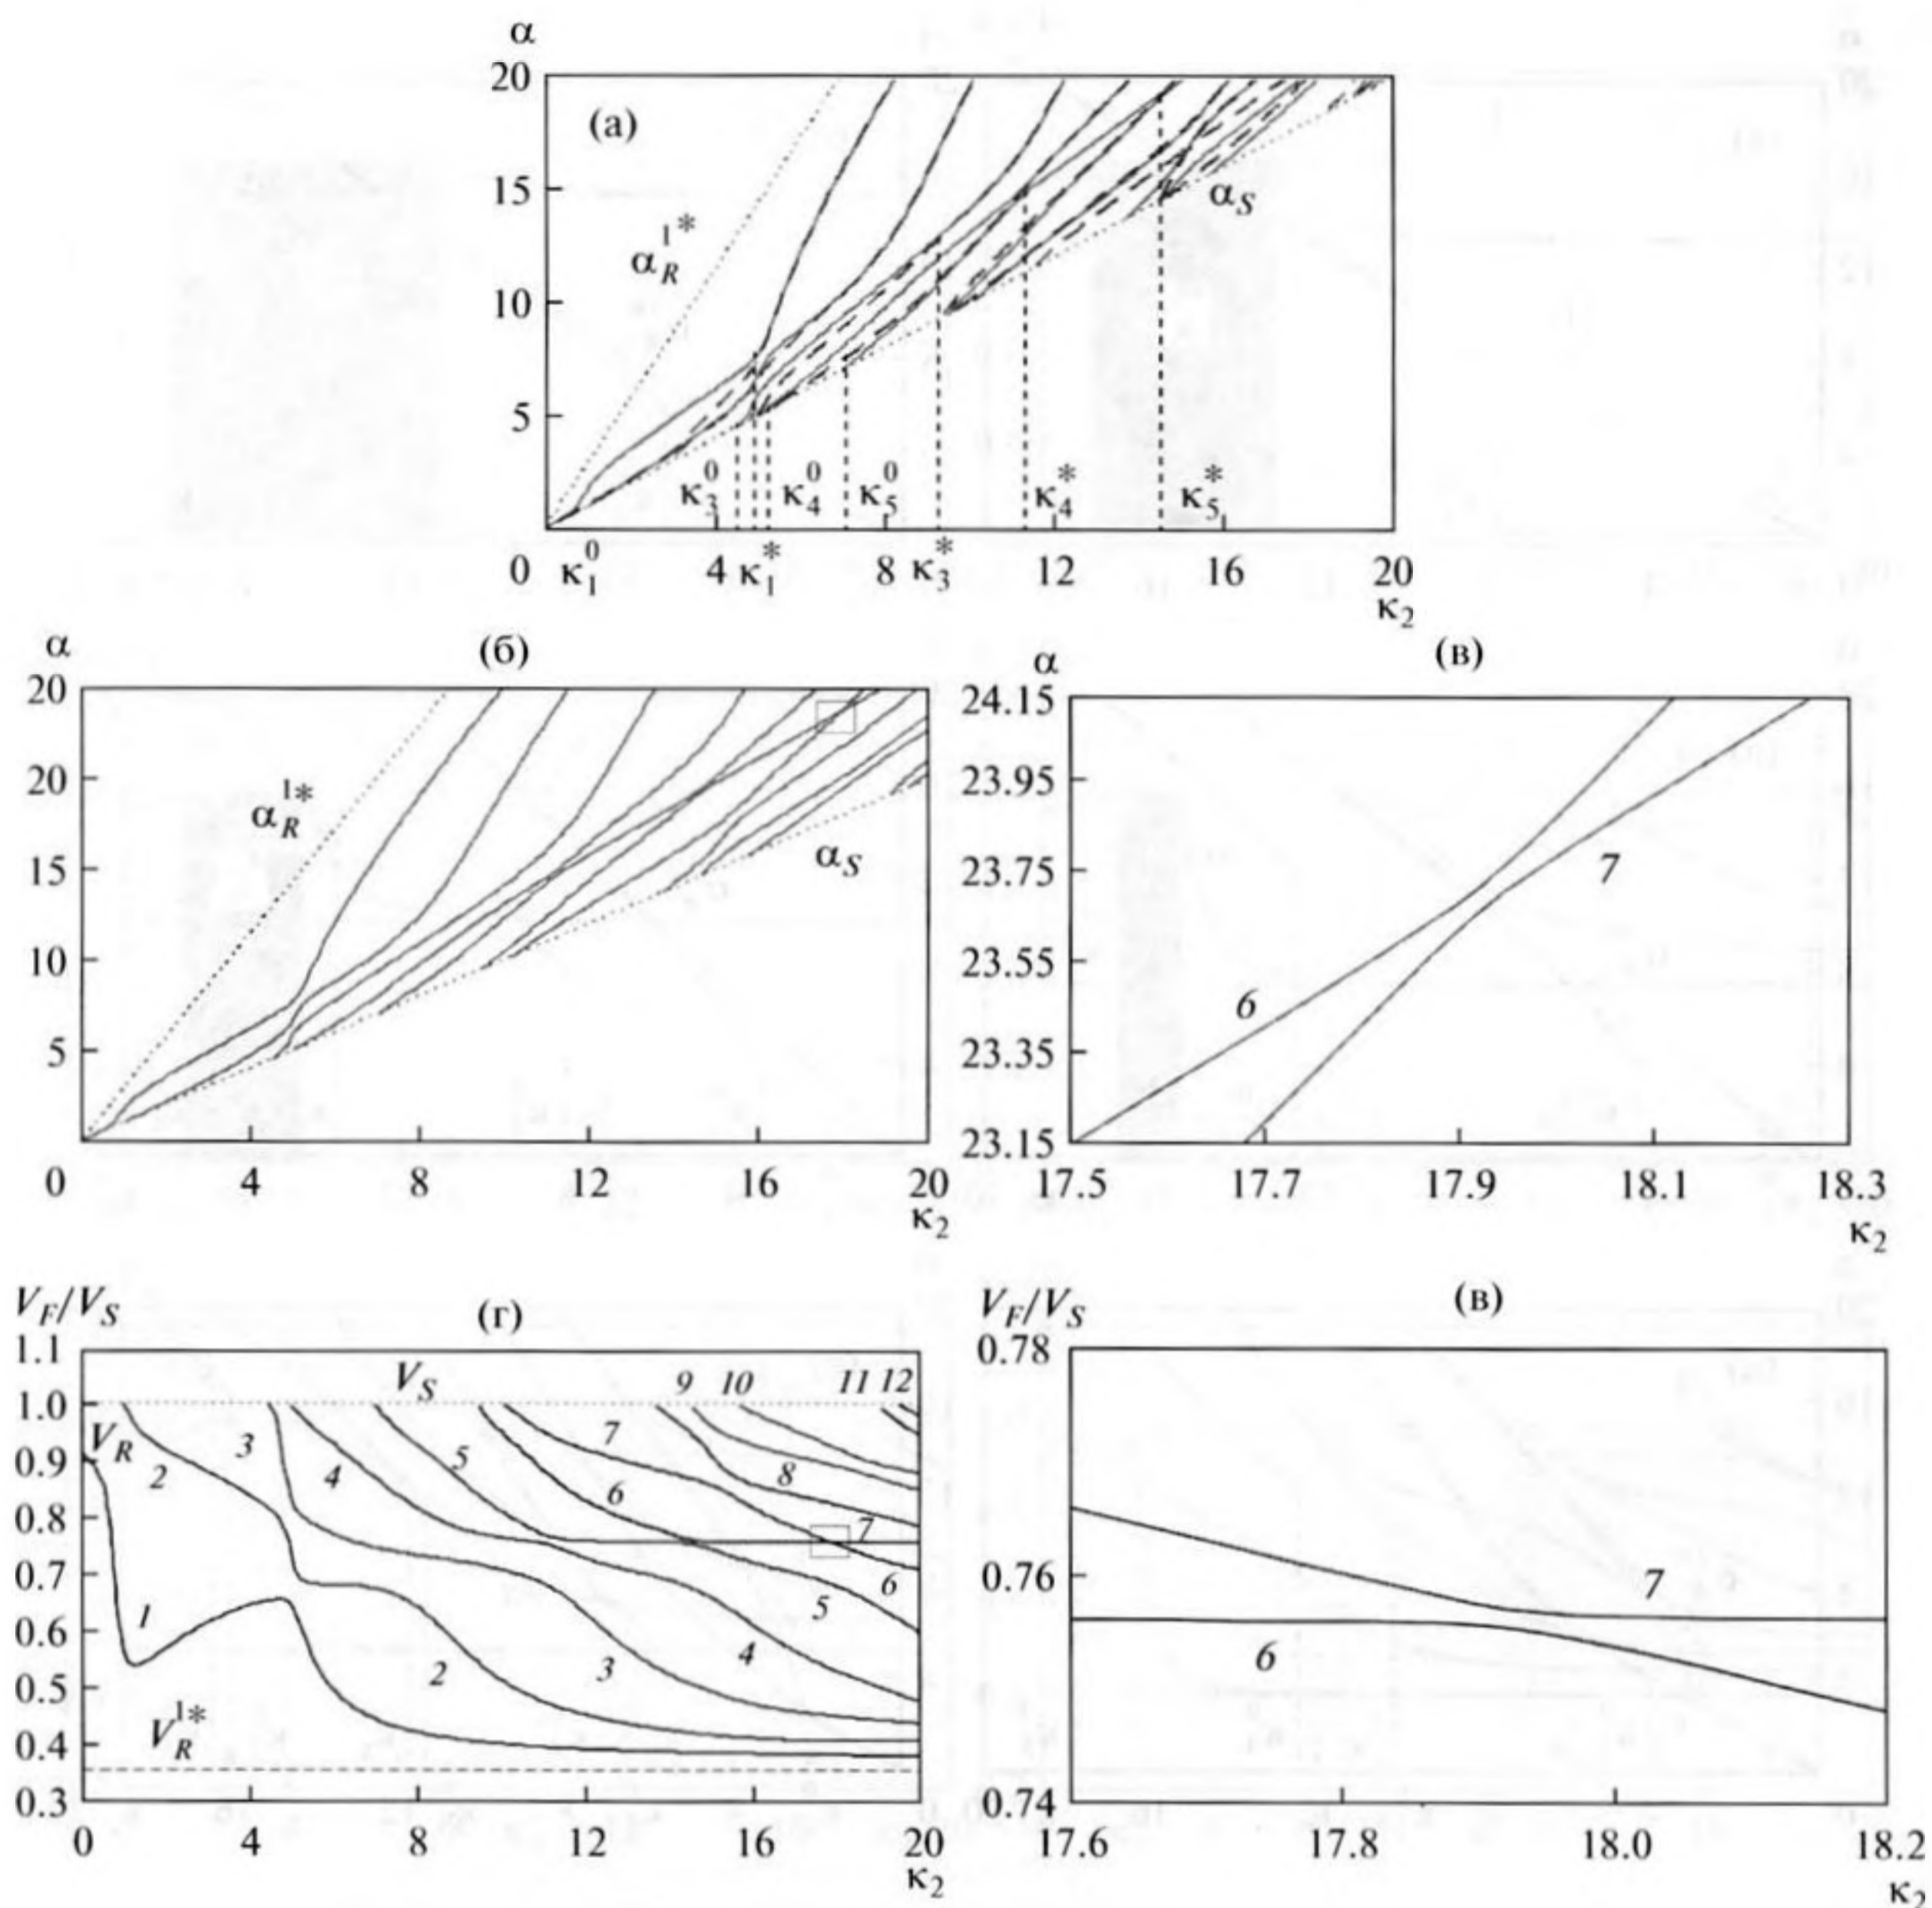 α
20
(а)
15
α_R^{1*}
α_S
10
5
κ_3^0 κ_4^0 κ_5^0 κ_4^* κ_5^*
0 κ_1^0 4 κ_1^* 8 κ_3^* 12 16 20
κ_2
α (б)
20
20
α_R^{1*}
15
α_S
10
5
0 4 8 12 16 20
κ_2
α (в)
24.15
23.95
23.75
7
23.55
6
23.35
23.15
17.5 17.7 17.9 18.1 18.3
κ_2
V_F/V_S (г)
1.1
V_S 9 10 11 12
1.0
V_R 2 3 4 5 7
0.9
6 8
0.8
7
0.7
6
1 5
0.6
2 3 4
0.5
V_R^{1*}
0.4
0.3
0 4 8 12 16 20
κ_2
V_F/V_S (в)
0.78
0.76
7
6
0.74
17.6 17.8 18.0 18.2
κ_2